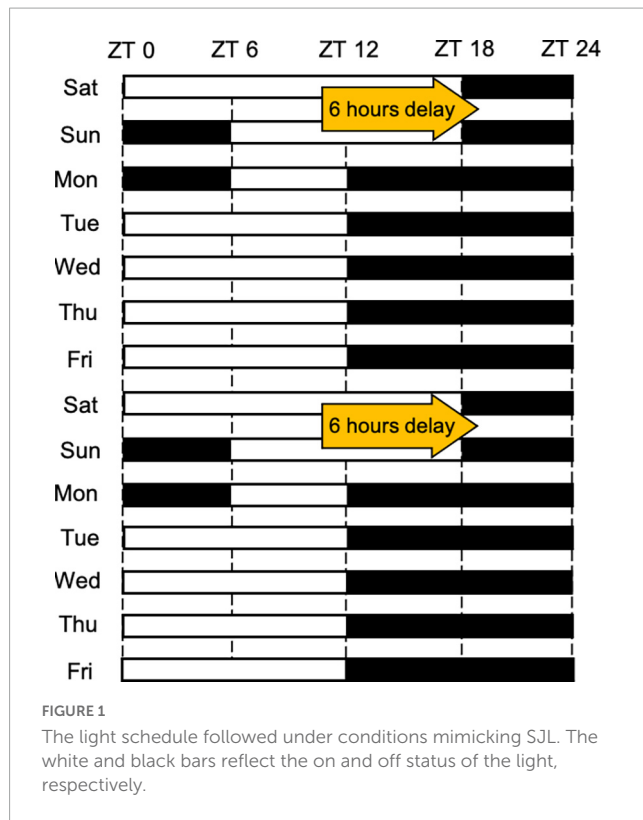 ZT 0 ZT 6 ZT 12 ZT 18 ZT 24
Sat
6 hours delay
Sun
Mon
Tue
Wed
Thu
Fri
Sat
6 hours delay
Sun
Mon
Tue
Wed
Thu
Fri
FIGURE 1
The light schedule followed under conditions mimicking SJL. The
white and black bars reflect the on and off status of the light,
respectively.